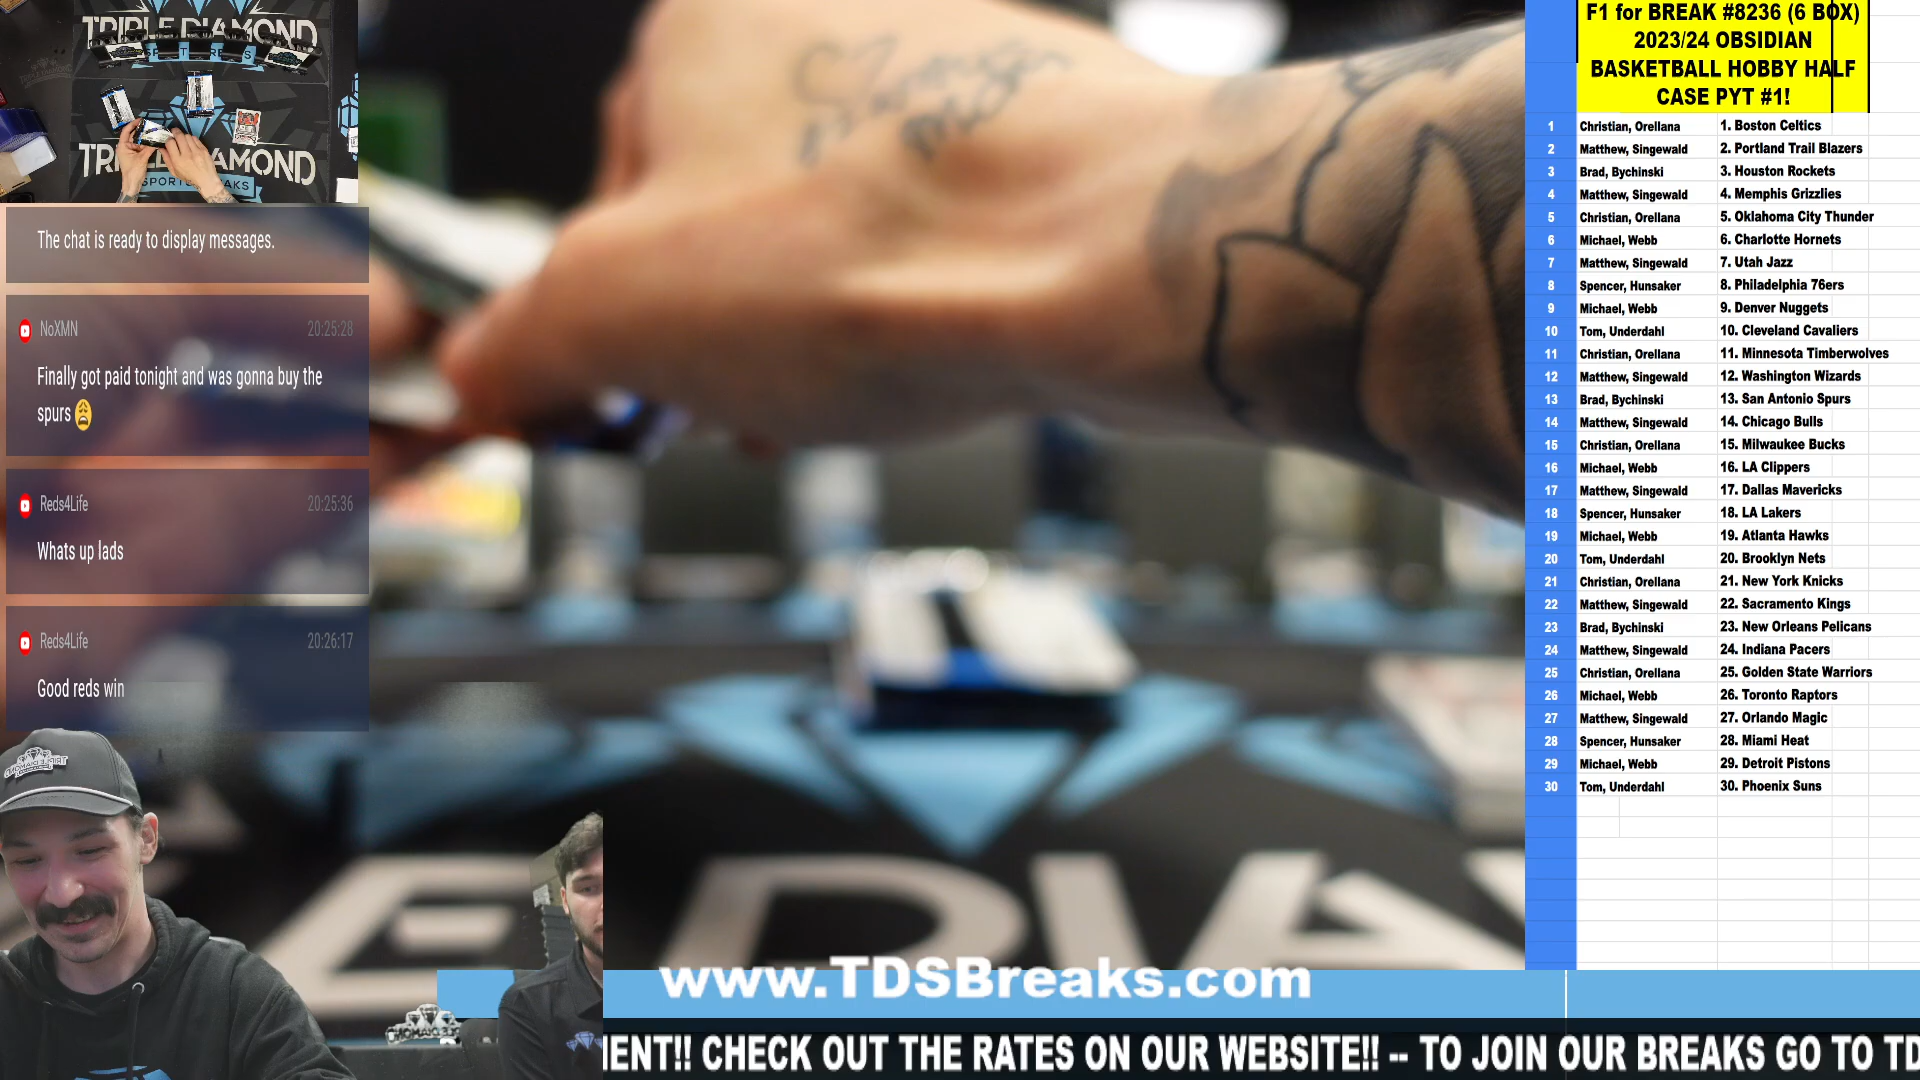 TRIPLE DIAMOND
SPORTS BREAKS
TRIPLE DIAMOND
SPORTS BREAKS
The chat is ready to display messages.
NoXMN 20:25:28
Finally got paid tonight and was gonna buy the
spurs 😩
Reds4Life 20:25:36
Whats up lads
Reds4Life 20:26:17
Good reds win
F1 for BREAK #8236 (6 BOX)
2023/24 OBSIDIAN
BASKETBALL HOBBY HALF
CASE PYT #1!
1 Christian, Orellana 1. Boston Celtics
2 Matthew, Singewald 2. Portland Trail Blazers
3 Brad, Bychinski 3. Houston Rockets
4 Matthew, Singewald 4. Memphis Grizzlies
5 Christian, Orellana 5. Oklahoma City Thunder
6 Michael, Webb 6. Charlotte Hornets
7 Matthew, Singewald 7. Utah Jazz
8 Spencer, Hunsaker 8. Philadelphia 76ers
9 Michael, Webb 9. Denver Nuggets
10 Tom, Underdahl 10. Cleveland Cavaliers
11 Christian, Orellana 11. Minnesota Timberwolves
12 Matthew, Singewald 12. Washington Wizards
13 Brad, Bychinski 13. San Antonio Spurs
14 Matthew, Singewald 14. Chicago Bulls
15 Christian, Orellana 15. Milwaukee Bucks
16 Michael, Webb 16. LA Clippers
17 Matthew, Singewald 17. Dallas Mavericks
18 Spencer, Hunsaker 18. LA Lakers
19 Michael, Webb 19. Atlanta Hawks
20 Tom, Underdahl 20. Brooklyn Nets
21 Christian, Orellana 21. New York Knicks
22 Matthew, Singewald 22. Sacramento Kings
23 Brad, Bychinski 23. New Orleans Pelicans
24 Matthew, Singewald 24. Indiana Pacers
25 Christian, Orellana 25. Golden State Warriors
26 Michael, Webb 26. Toronto Raptors
27 Matthew, Singewald 27. Orlando Magic
28 Spencer, Hunsaker 28. Miami Heat
29 Michael, Webb 29. Detroit Pistons
30 Tom, Underdahl 30. Phoenix Suns
E DIA
www.TDSBreaks.com
IENT!! CHECK OUT THE RATES ON OUR WEBSITE!! -- TO JOIN OUR BREAKS GO TO TD